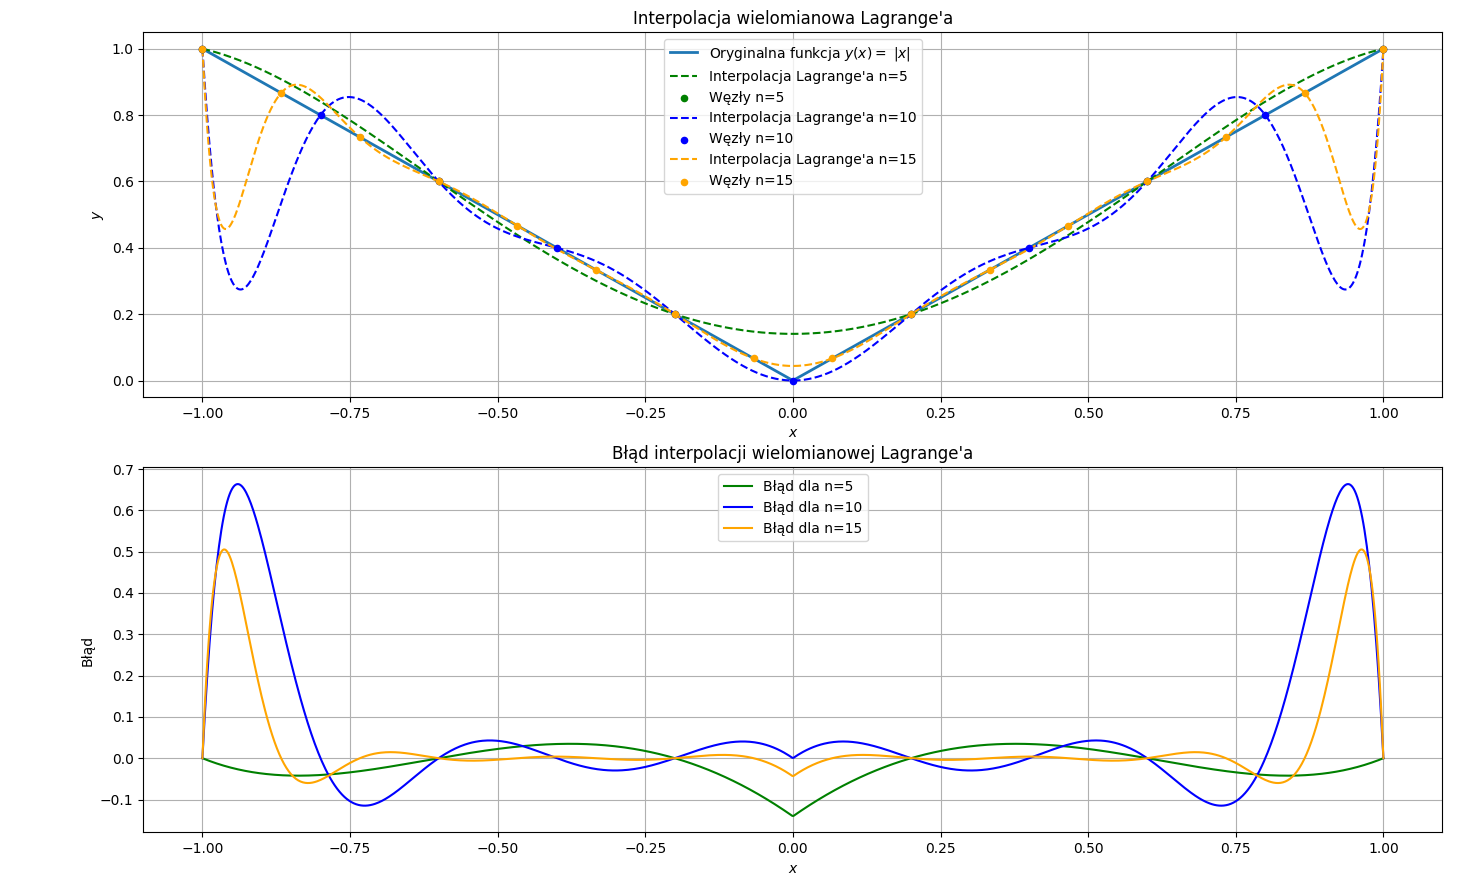 Interpolacja wielomianowa Lagrange'a
Oryginalna funkcja y(x) = |x|
Interpolacja Lagrange'a n=5
Węzły n=5
Interpolacja Lagrange'a n=10
Węzły n=10
Interpolacja Lagrange'a n=15
Węzły n=15
1.0
0.8
0.6
0.4
0.2
0.0
y
−1.00 −0.75 −0.50 −0.25 0.00 0.25 0.50 0.75 1.00
x
Błąd interpolacji wielomianowej Lagrange'a
Błąd dla n=5
Błąd dla n=10
Błąd dla n=15
0.7
0.6
0.5
0.4
0.3
0.2
0.1
0.0
−0.1
Błąd
−1.00 −0.75 −0.50 −0.25 0.00 0.25 0.50 0.75 1.00
x